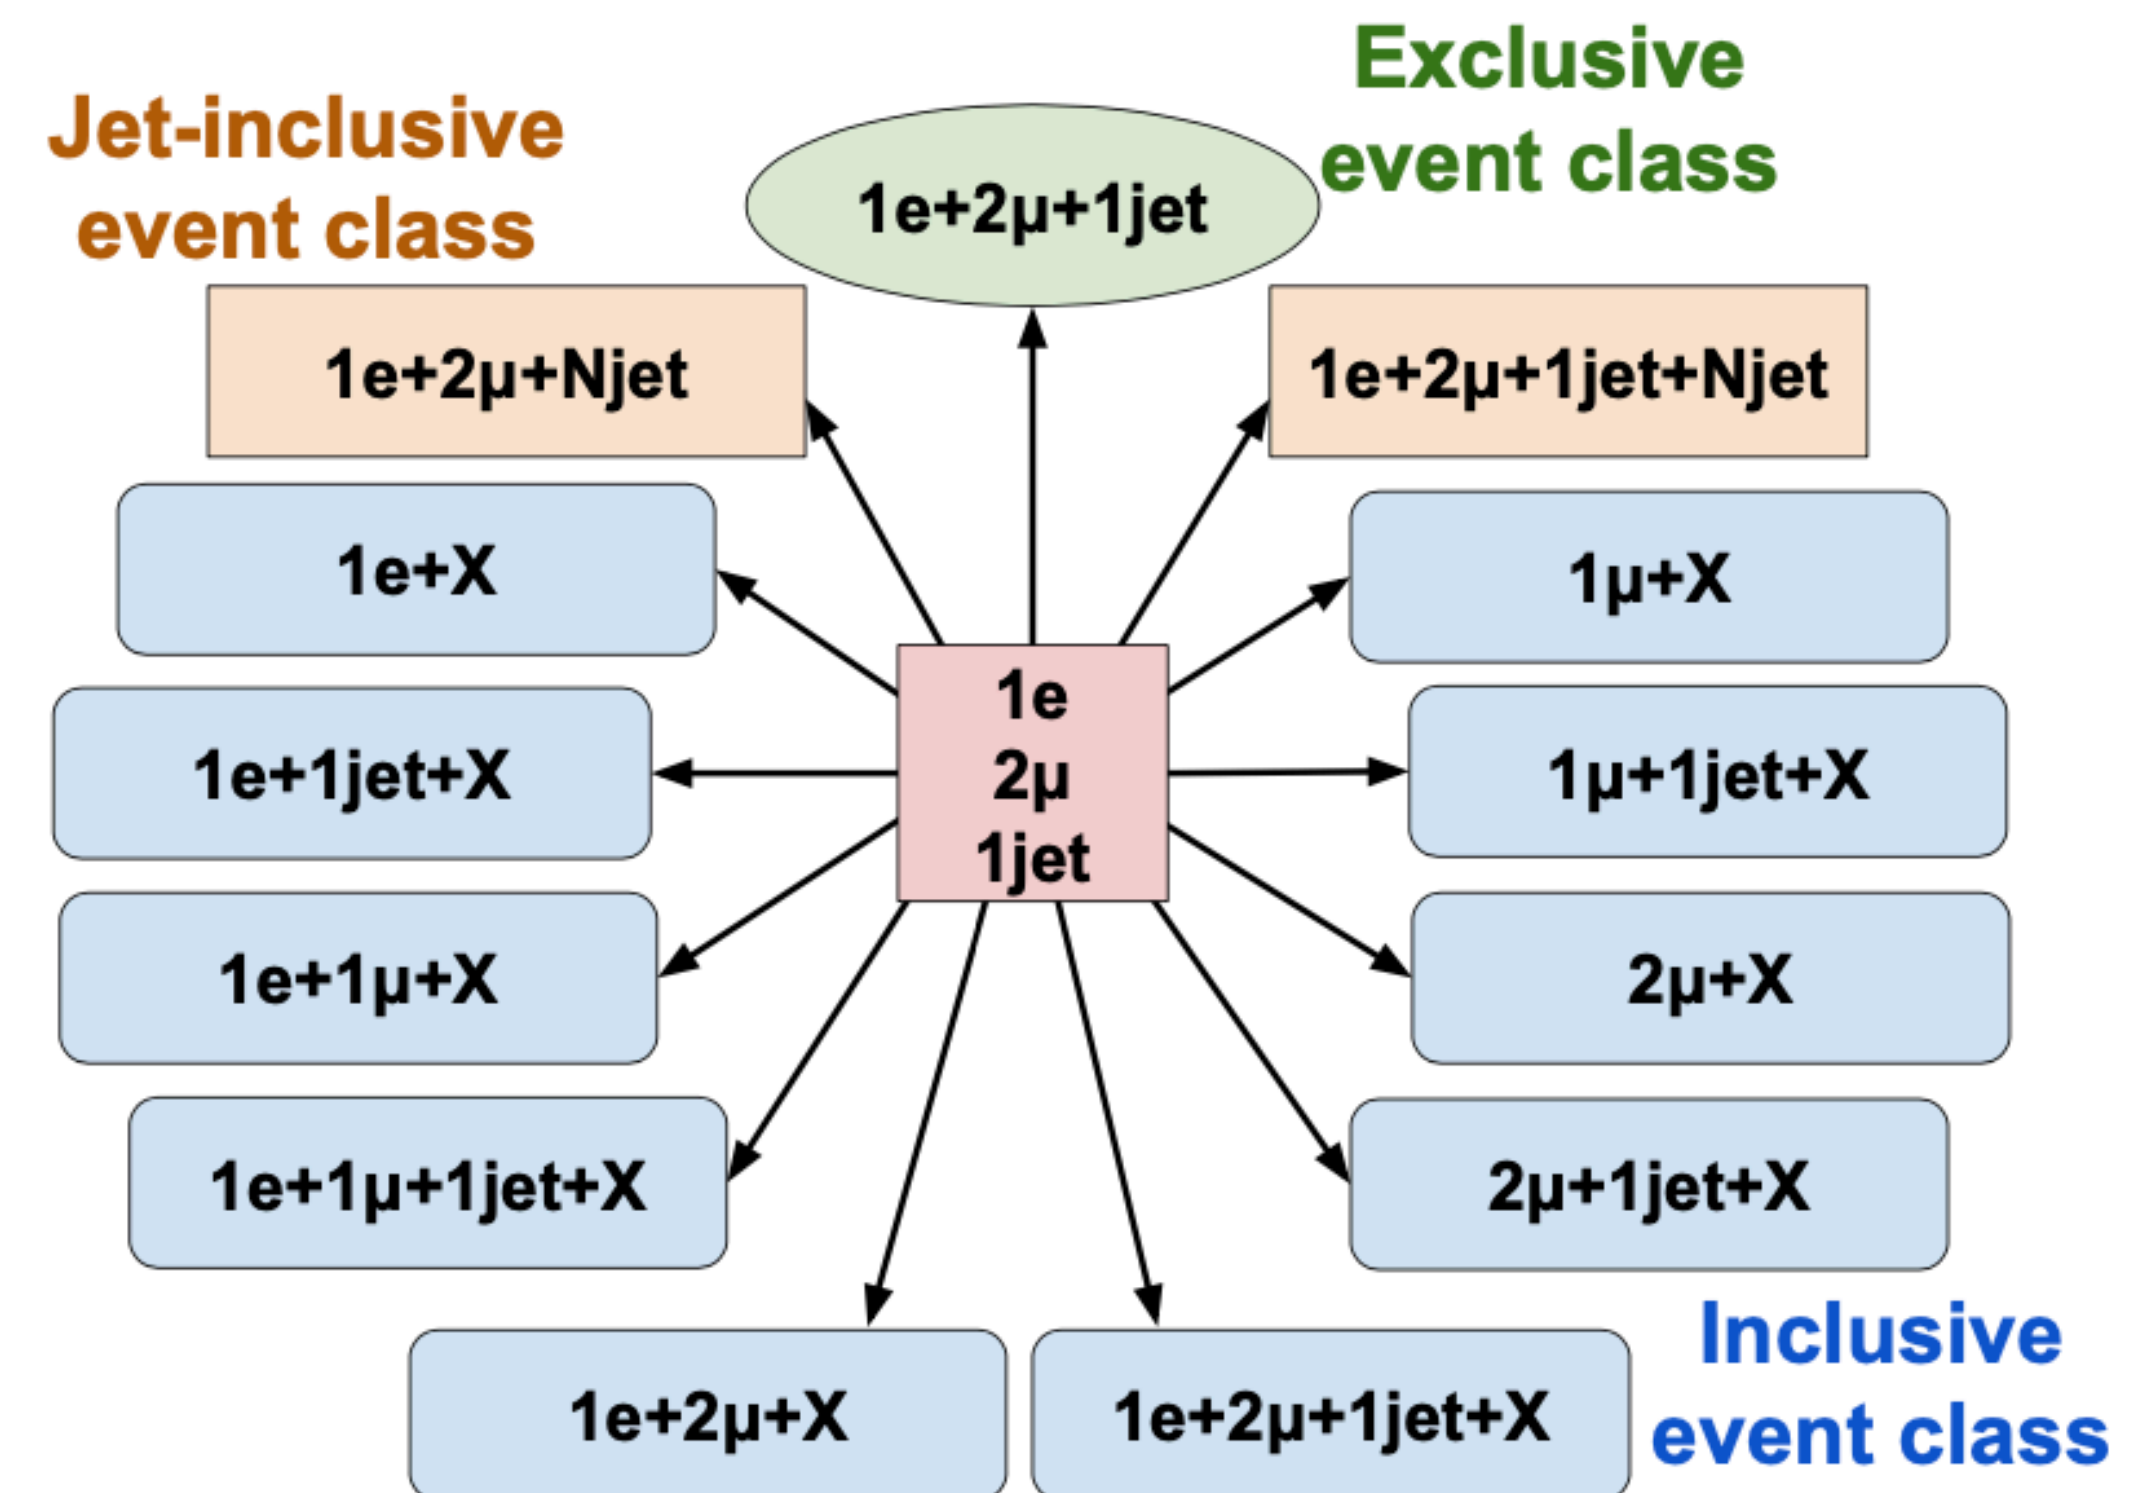 Exclusive
event class
Jet-inclusive
event class
1e+2µ+1jet
1e+2µ+Njet
1e+2µ+1jet+Njet
1e+X
1µ+X
1e
2µ
1jet
1e+1jet+X
1µ+1jet+X
1e+1µ+X
2µ+X
1e+1µ+1jet+X
2µ+1jet+X
1e+2µ+X
1e+2µ+1jet+X
Inclusive
event class